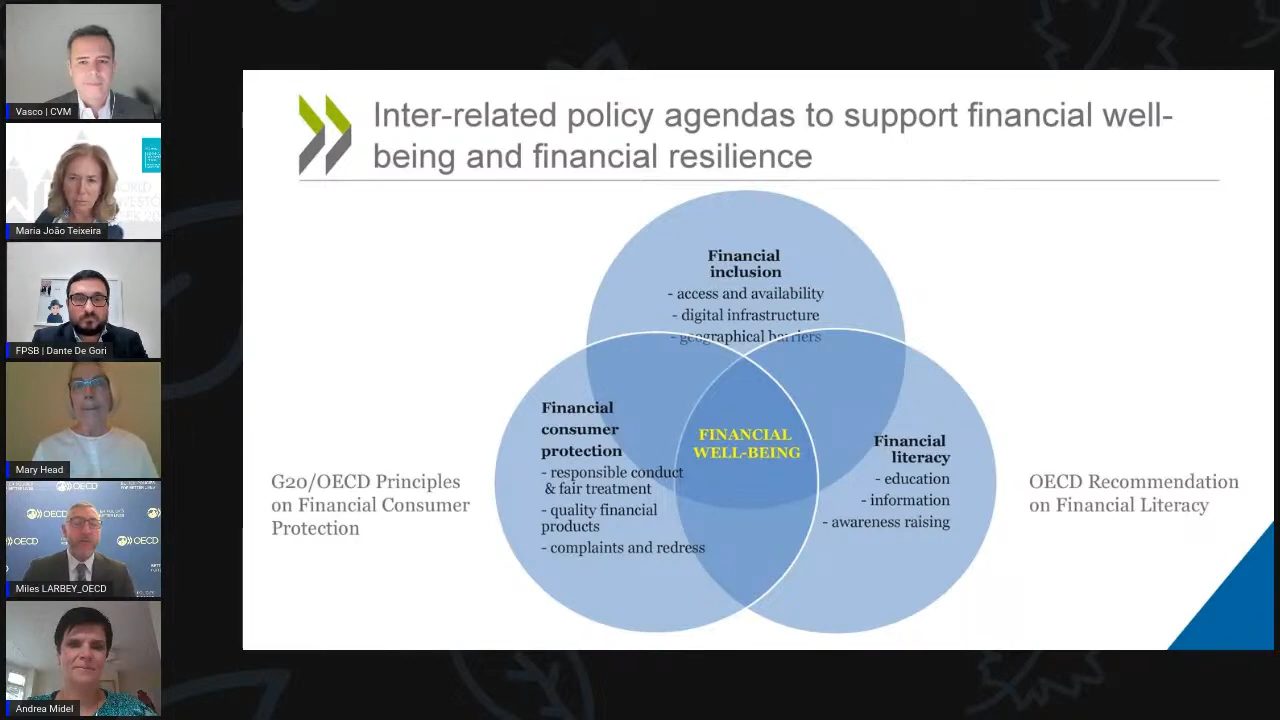 Vasco | CVM
Maria João Teixeira
FPSB | Dante De Gori
Mary Head
OECD
Miles LARBEY_OECD
Andrea Midel
Inter-related policy agendas to support financial well-
being and financial resilience
Financial
inclusion
- access and availability
- digital infrastructure
- geographical barriers
Financial
consumer
protection
- responsible conduct
& fair treatment
- quality financial
products
- complaints and redress
FINANCIAL
WELL-BEING
Financial
literacy
- education
- information
- awareness raising
G20/OECD Principles
on Financial Consumer
Protection
OECD Recommendation
on Financial Literacy